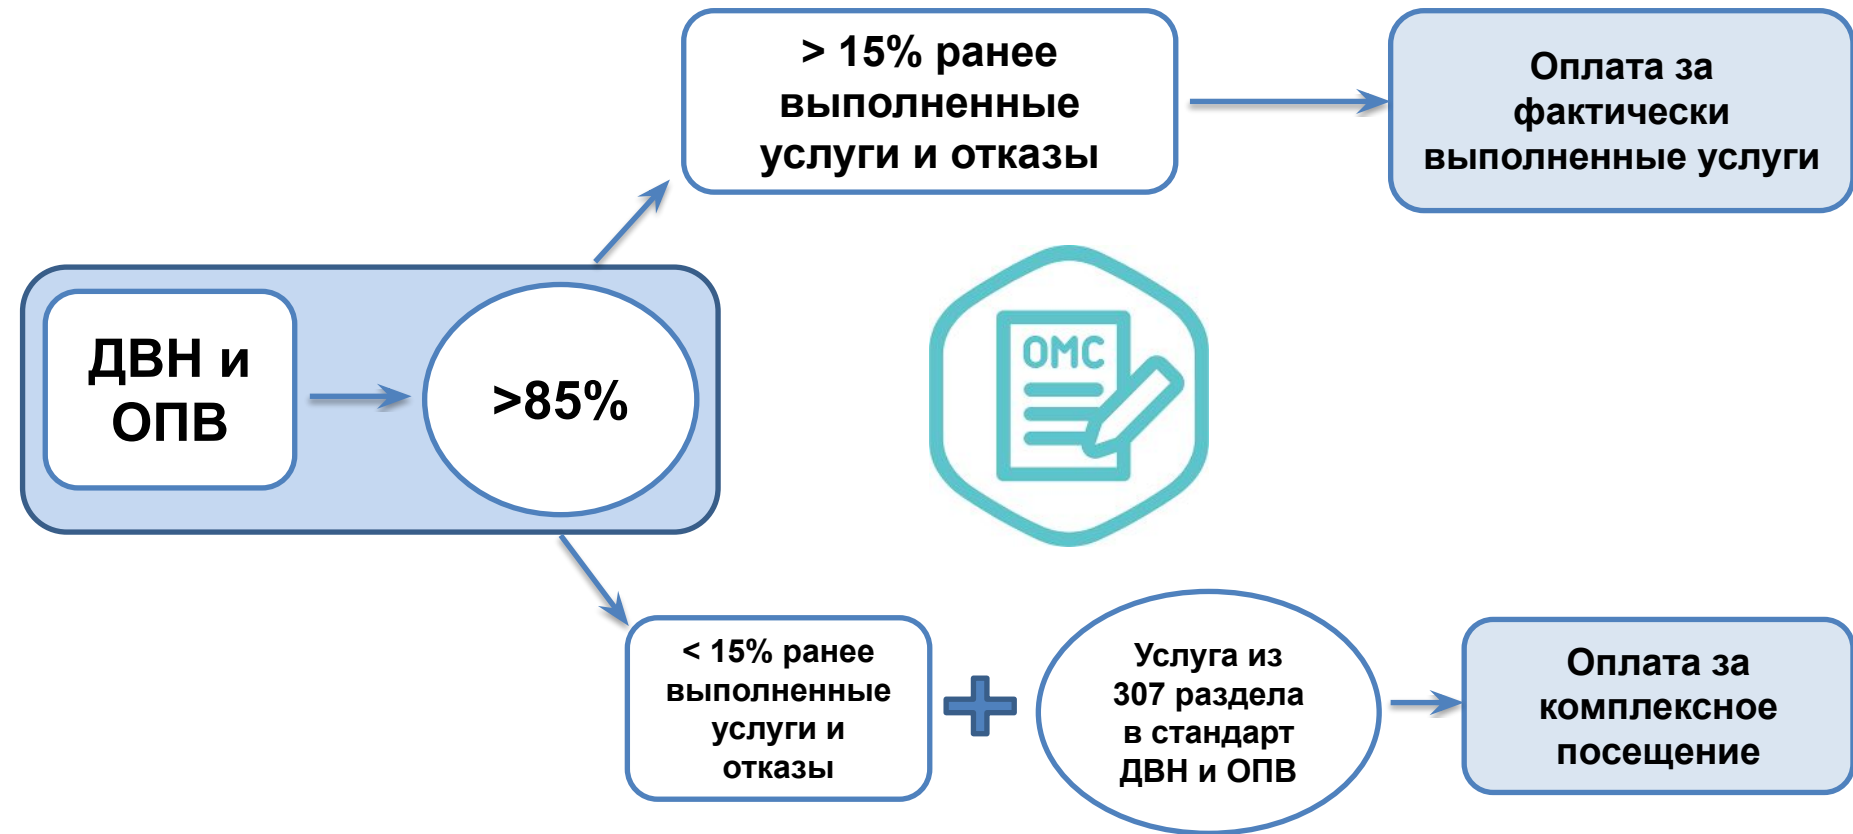 > 15% ранее
выполненные
услуги и отказы
Оплата за
фактически
выполненные услуги
ДВН и
ОПВ
>85%
ОМС
< 15% ранее
выполненные
услуги и
отказы
Услуга из
307 раздела
в стандарт
ДВН и ОПВ
Оплата за
комплексное
посещение